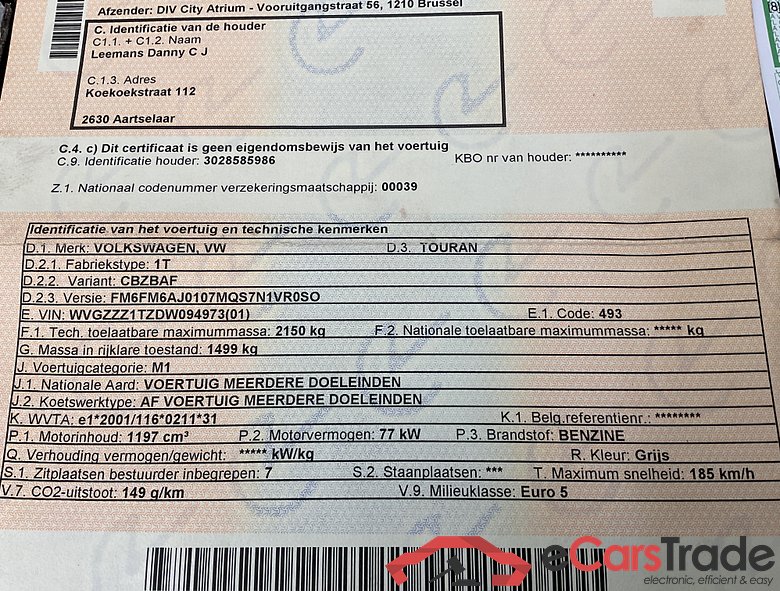 Afzender: DIV City Atrium - Vooruitgangstraat 56, 1210 Brussel
C. Identificatie van de houder
C1.1. + C1.2. Naam
Leemans Danny C J
C.1.3. Adres
Koekoekstraat 112
2630 Aartselaar
C.4. c) Dit certificaat is geen eigendomsbewijs van het voertuig
C.9. Identificatie houder: 3028585986 KBO nr van houder: **********
Z.1. Nationaal codenummer verzekeringsmaatschappij: 00039
Identificatie van het voertuig en technische kenmerken
D.1. Merk: VOLKSWAGEN, VW D.3. TOURAN
D.2.1. Fabriekstype: 1T
D.2.2. Variant: CBZBAF
D.2.3. Versie: FM6FM6AJ0107MQS7N1VR0SO
E. VIN: WVGZZZ1TZDW094973(01) E.1. Code: 493
F.1. Tech. toelaatbare maximummassa: 2150 kg F.2. Nationale toelaatbare maximummassa: ***** kg
G. Massa in rijklare toestand: 1499 kg
J. Voertuigcategorie: M1
J.1. Nationale Aard: VOERTUIG MEERDERE DOELEINDEN
J.2. Koetswerktype: AF VOERTUIG MEERDERE DOELEINDEN
K. WVTA: e1*2001/116*0211*31 K.1. Belg.referentienr.: ********
P.1. Motorinhoud: 1197 cm³ P.2. Motorvermogen: 77 kW P.3. Brandstof: BENZINE
Q. Verhouding vermogen/gewicht: ***** kW/kg R. Kleur: Grijs
S.1. Zitplaatsen bestuurder inbegrepen: 7 S.2. Staanplaatsen: *** T. Maximum snelheid: 185 km/h
V.7. CO2-uitstoot: 149 g/km V.9. Milieuklasse: Euro 5
eCarsTrade
electronic, efficient & easy